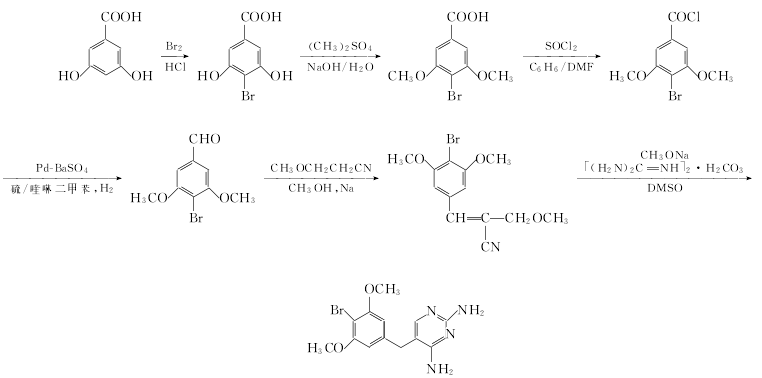 COOH
HO OH
Br₂
HCl
COOH
HO OH
Br
(CH₃)₂SO₄
NaOH/H₂O
COOH
CH₃O OCH₃
Br
SOCl₂
C₆H₆/DMF
COCl
H₃CO OCH₃
Br
Pd-BaSO₄
硫/喹啉二甲苯,H₂
CHO
H₃CO OCH₃
Br
CH₃OCH₂CH₂CN
CH₃OH,Na
Br
H₃CO OCH₃
CH=C—CH₂OCH₃
CN
CH₃ONa
[(H₂N)₂C=NH]₂·H₂CO₃
DMSO
OCH₃
Br N NH₂
N
H₃CO
NH₂